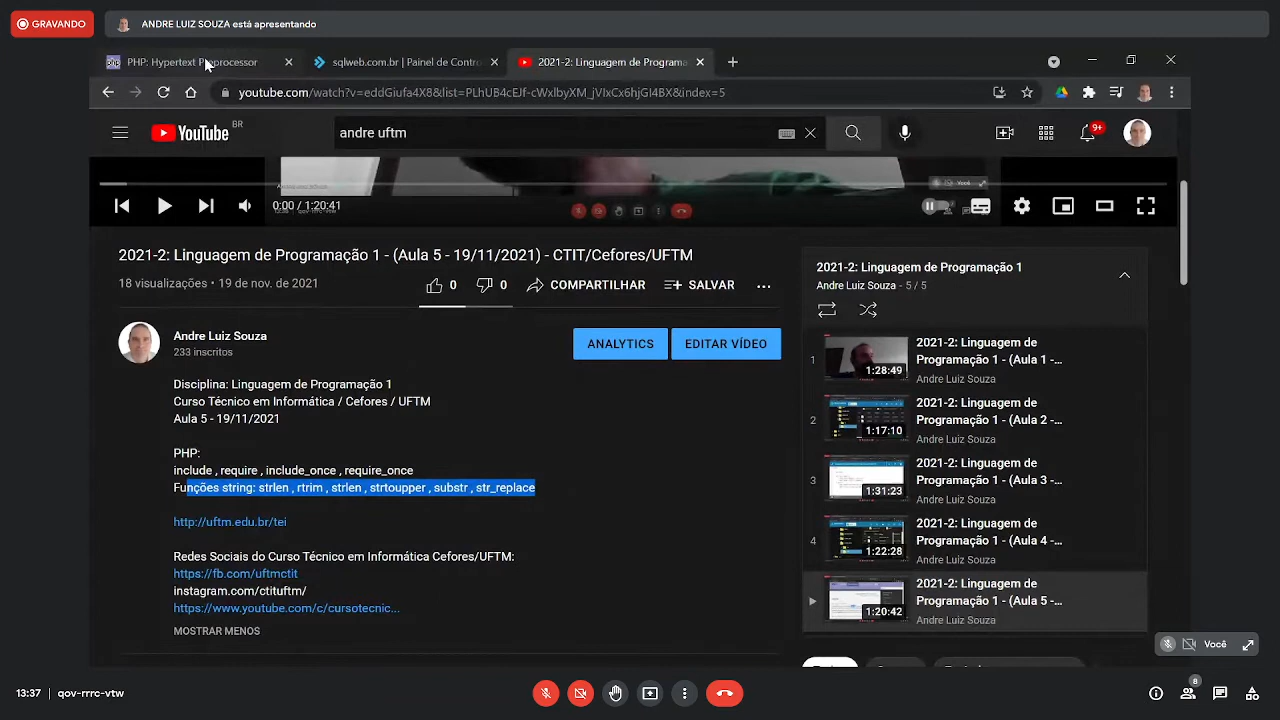 GRAVANDO
ANDRE LUIZ SOUZA está apresentando
php PHP: Hypertext Preprocessor
sqlweb.com.br | Painel de Contro
2021-2: Linguagem de Programa
youtube.com/watch?v=eddGiufa4X8&list=PLhUB4cEJf-cWxlbyXM_jVIxCx6hjGI4BX&index=5
YouTube BR
andre uftm
9+
0:00 / 1:20:41
Você
2021-2: Linguagem de Programação 1 - (Aula 5 - 19/11/2021) - CTIT/Cefores/UFTM
18 visualizações • 19 de nov. de 2021
0
0
COMPARTILHAR
SALVAR
Andre Luiz Souza
233 inscritos
ANALYTICS
EDITAR VÍDEO
Disciplina: Linguagem de Programação 1
Curso Técnico em Informática / Cefores / UFTM
Aula 5 - 19/11/2021
PHP:
include , require , include_once , require_once
Funções string: strlen , rtrim , strlen , strtoupper , substr , str_replace
http://uftm.edu.br/tei
Redes Sociais do Curso Técnico em Informática Cefores/UFTM:
https://fb.com/uftmctit
instagram.com/ctituftm/
https://www.youtube.com/c/cursotecnic...
MOSTRAR MENOS
2021-2: Linguagem de Programação 1
Andre Luiz Souza - 5 / 5
1
1:28:49
2021-2: Linguagem de
Programação 1 - (Aula 1 -...
Andre Luiz Souza
2
1:17:10
2021-2: Linguagem de
Programação 1 - (Aula 2 -...
Andre Luiz Souza
3
1:31:23
2021-2: Linguagem de
Programação 1 - (Aula 3 -...
Andre Luiz Souza
4
1:22:28
2021-2: Linguagem de
Programação 1 - (Aula 4 -...
Andre Luiz Souza
1:20:42
2021-2: Linguagem de
Programação 1 - (Aula 5 -...
Andre Luiz Souza
Você
13:37 | qov-rrrc-vtw
8